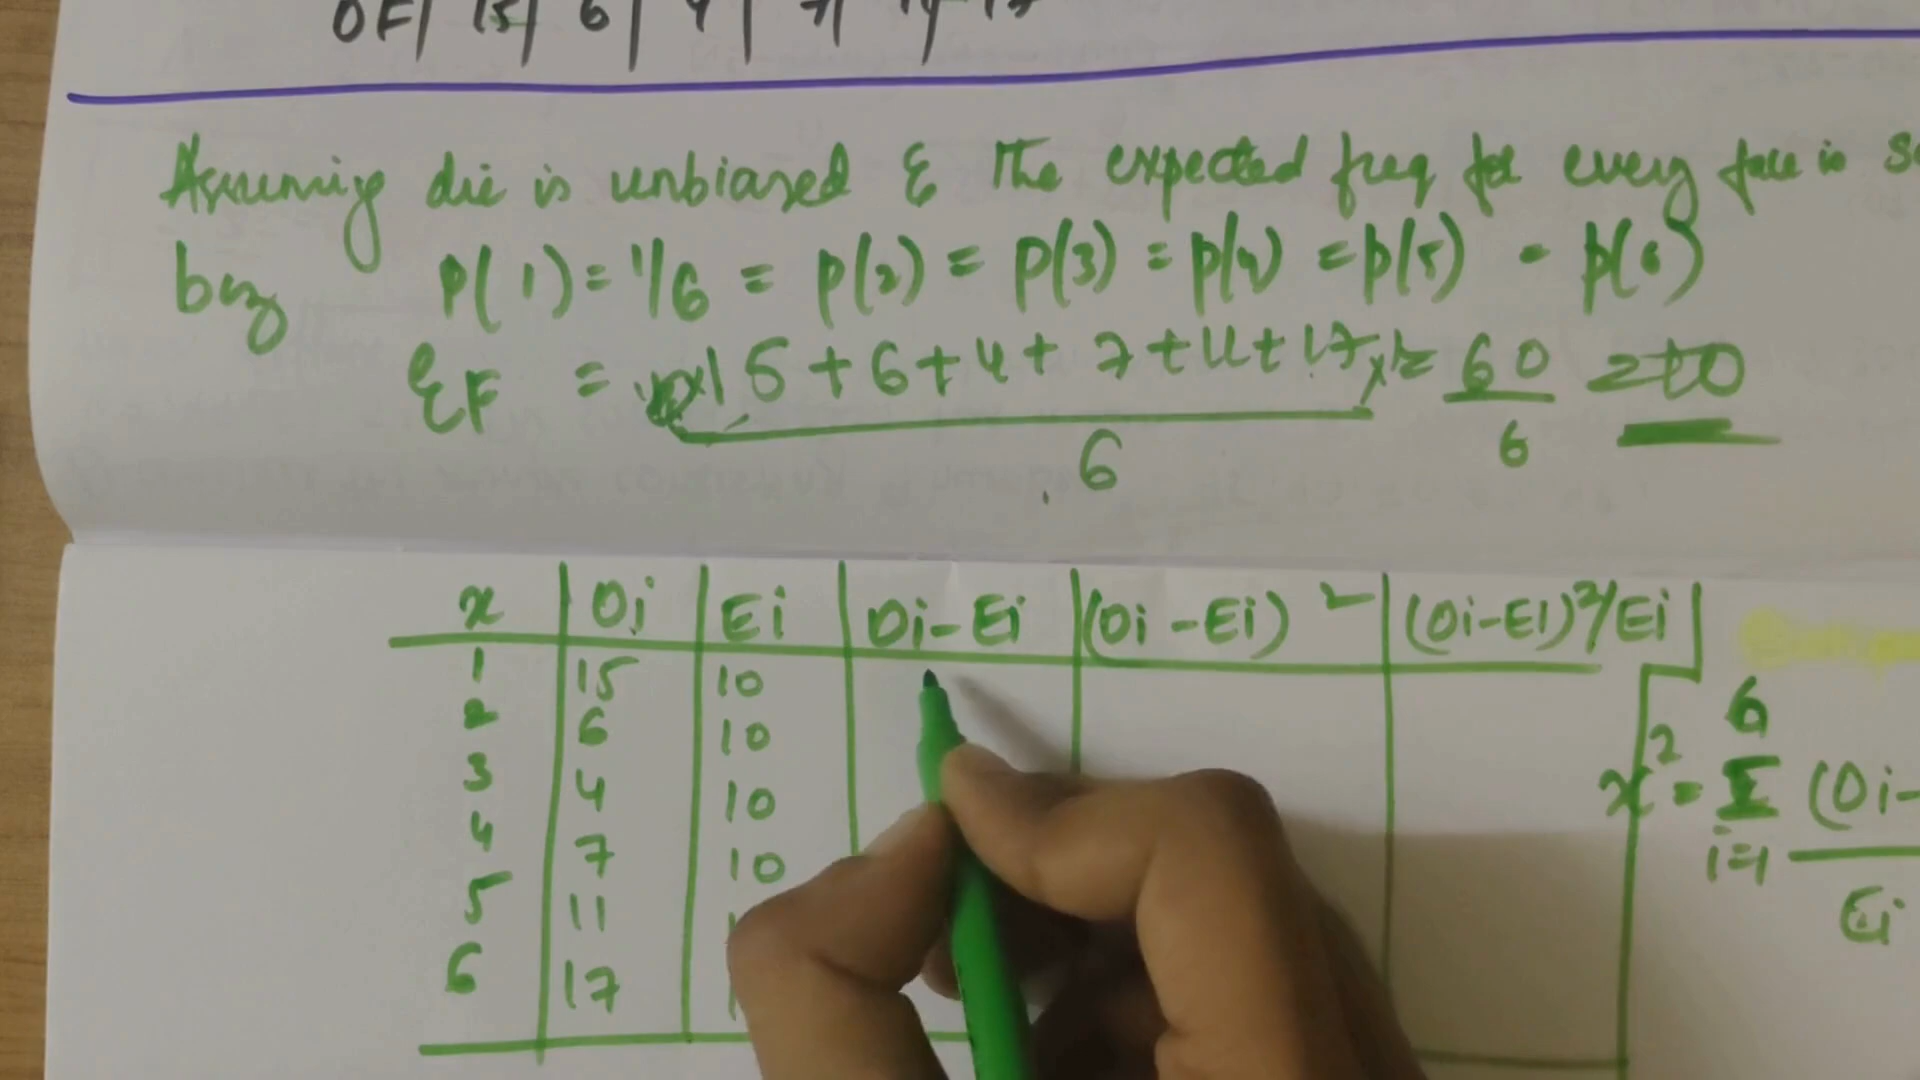 OF | 15 | 6 | 4 | 7 | 11 17
Assuming die is unbiased & the expected freq for every face is
by P(1) = 1/6 = P(2) = P(3) = P(4) = P(5) = P(6)
EF = 15 + 6 + 4 + 7 + 11 + 17 = 60 = 10
6 6
x | Oi | Ei | Oi - Ei | (Oi - Ei)² | (Oi-Ei)²/Ei
1 15 10
2 6 10
3 4 10
4 7 10
5 11
6 17
6
x² = Σ (Oi-
i=1 Ei